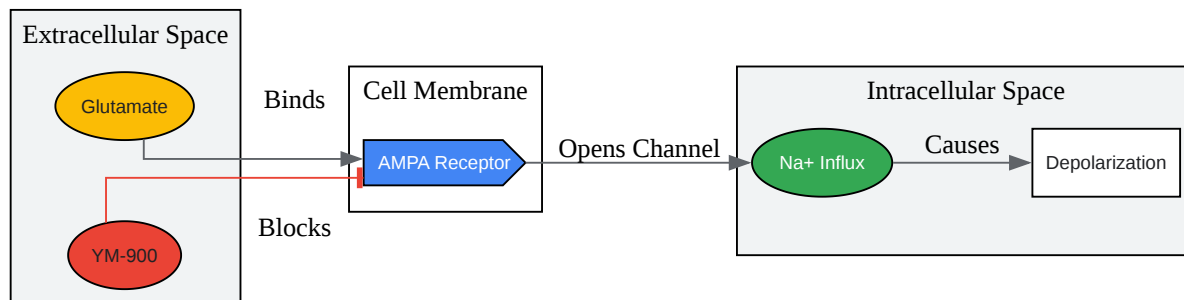 Extracellular Space
Glutamate
Binds
Cell Membrane
AMPA Receptor
YM-900
Blocks
Opens Channel
Intracellular Space
Na+ Influx
Causes
Depolarization